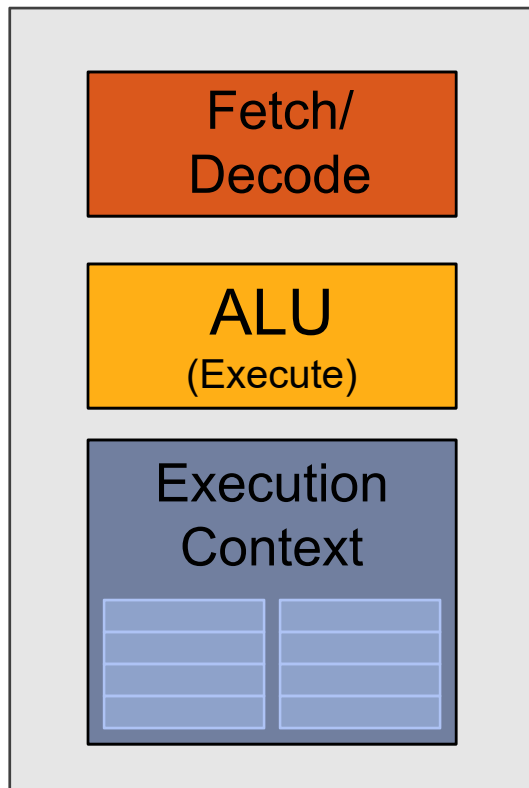 Fetch/
Decode
ALU
(Execute)
Execution
Context